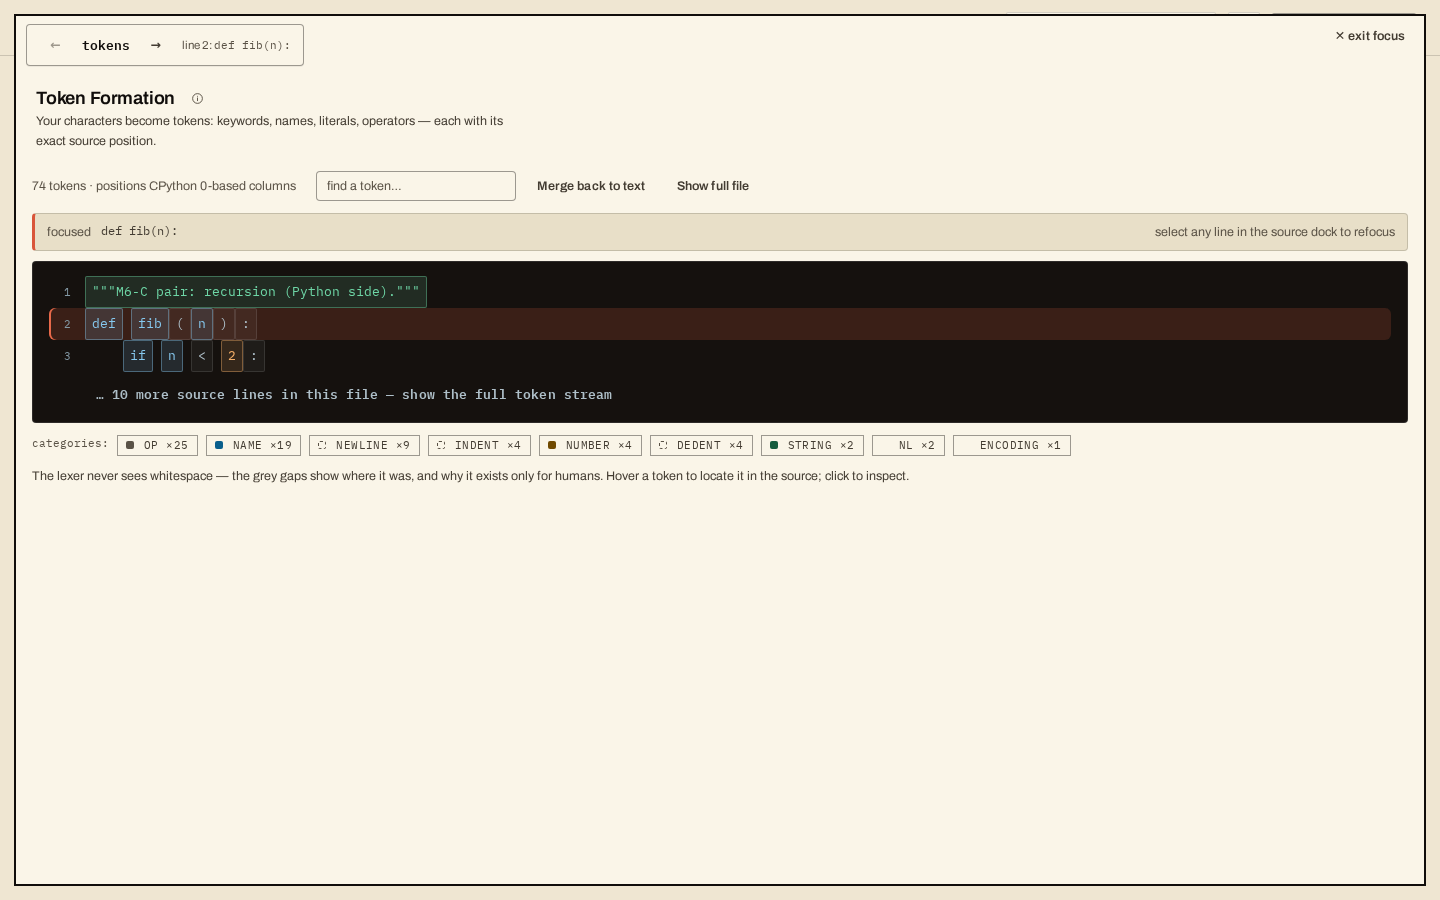 ← tokens → line 2: def fib(n):
✕ exit focus
Token Formation ⓘ
Your characters become tokens: keywords, names, literals, operators — each with its
exact source position.
74 tokens · positions CPython 0-based columns find a token... Merge back to text Show full file
focused def fib(n): select any line in the source dock to refocus
1 """M6-C pair: recursion (Python side)."""
2 def fib ( n ) :
3 if n < 2 :
… 10 more source lines in this file — show the full token stream
categories: OP ×25 NAME ×19 NEWLINE ×9 INDENT ×4 NUMBER ×4 DEDENT ×4 STRING ×2 NL ×2 ENCODING ×1
The lexer never sees whitespace — the grey gaps show where it was, and why it exists only for humans. Hover a token to locate it in the source; click to inspect.